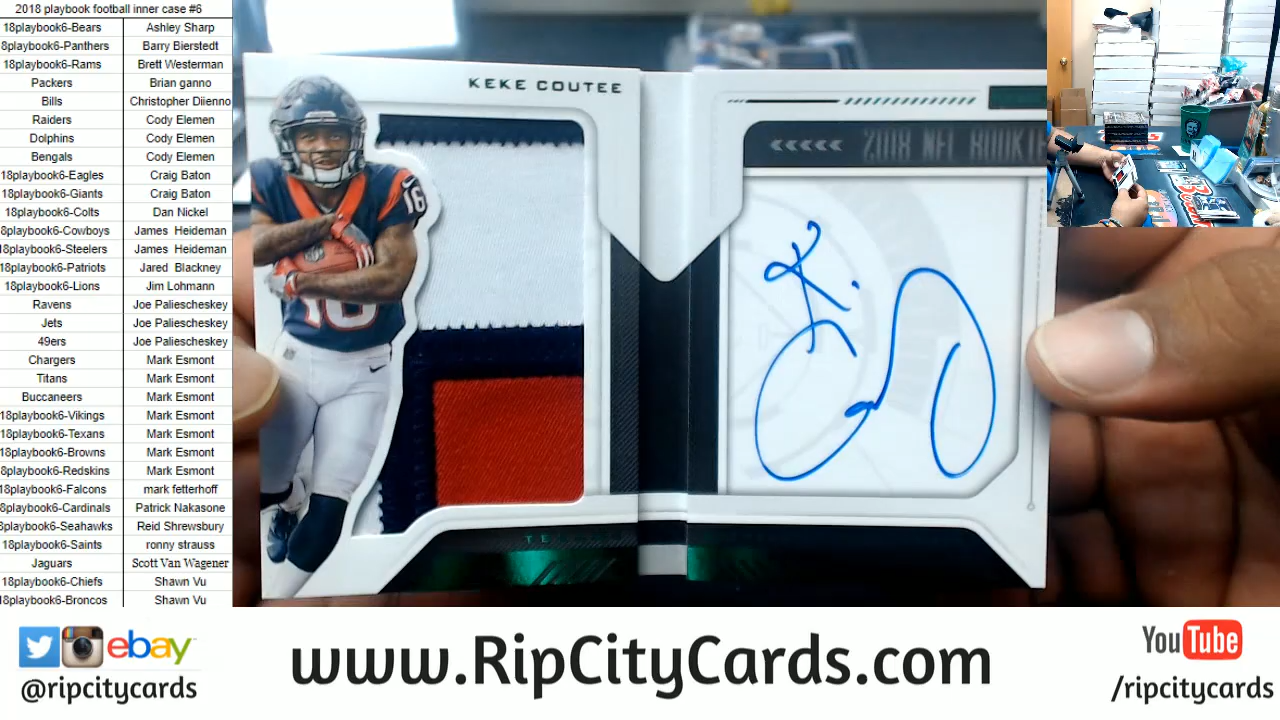 2018 playbook football inner case #6
18playbook6-Bears Ashley Sharp
8playbook6-Panthers Barry Bierstedt
18playbook6-Rams Brett Westerman
Packers Brian ganno
Bills Christopher Diienno
Raiders Cody Elemen
Dolphins Cody Elemen
Bengals Cody Elemen
18playbook6-Eagles Craig Baton
18playbook6-Giants Craig Baton
18playbook6-Colts Dan Nickel
8playbook6-Cowboys James Heideman
8playbook6-Steelers James Heideman
18playbook6-Patriots Jared Blackney
18playbook6-Lions Jim Lohmann
Ravens Joe Paliescheskey
Jets Joe Paliescheskey
49ers Joe Paliescheskey
Chargers Mark Esmont
Titans Mark Esmont
Buccaneers Mark Esmont
18playbook6-Vikings Mark Esmont
18playbook6-Texans Mark Esmont
18playbook6-Browns Mark Esmont
8playbook6-Redskins Mark Esmont
18playbook6-Falcons mark fetterhoff
8playbook6-Cardinals Patrick Nakasone
8playbook6-Seahawks Reid Shrewsbury
18playbook6-Saints ronny strauss
Jaguars Scott Van Wagener
18playbook6-Chiefs Shawn Vu
18playbook6-Broncos Shawn Vu
KEKE COUTEE
16
16
2018 NFL ROOKI
K. C
TE
ebay
@ripcitycards
www.RipCityCards.com
YouTube
/ripcitycards